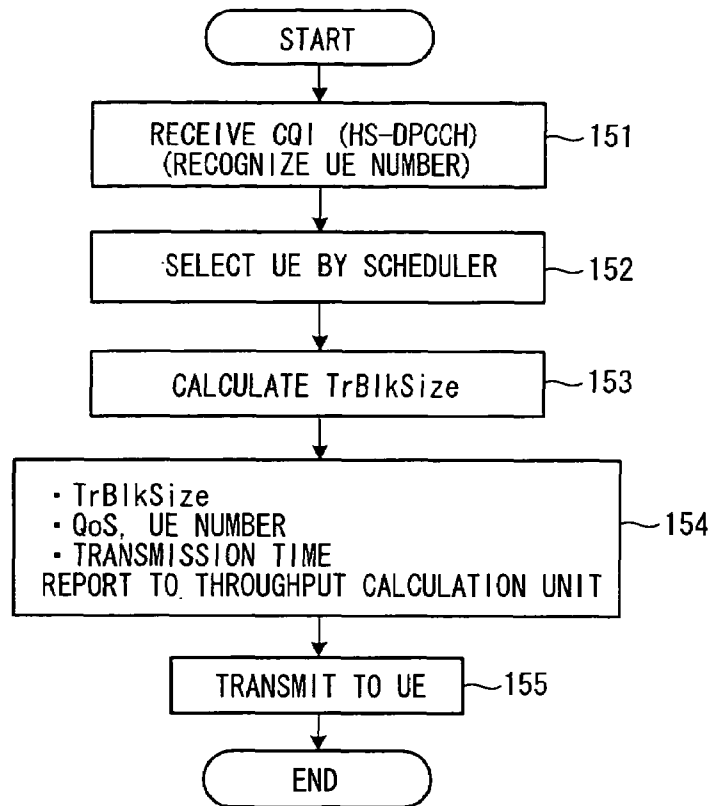 START
RECEIVE CQI (HS-DPCCH)
(RECOGNIZE UE NUMBER)
151
SELECT UE BY SCHEDULER
152
CALCULATE TrBlkSize
153
· TrBlkSize
· QoS, UE NUMBER
· TRANSMISSION TIME
REPORT TO THROUGHPUT CALCULATION UNIT
154
TRANSMIT TO UE
155
END